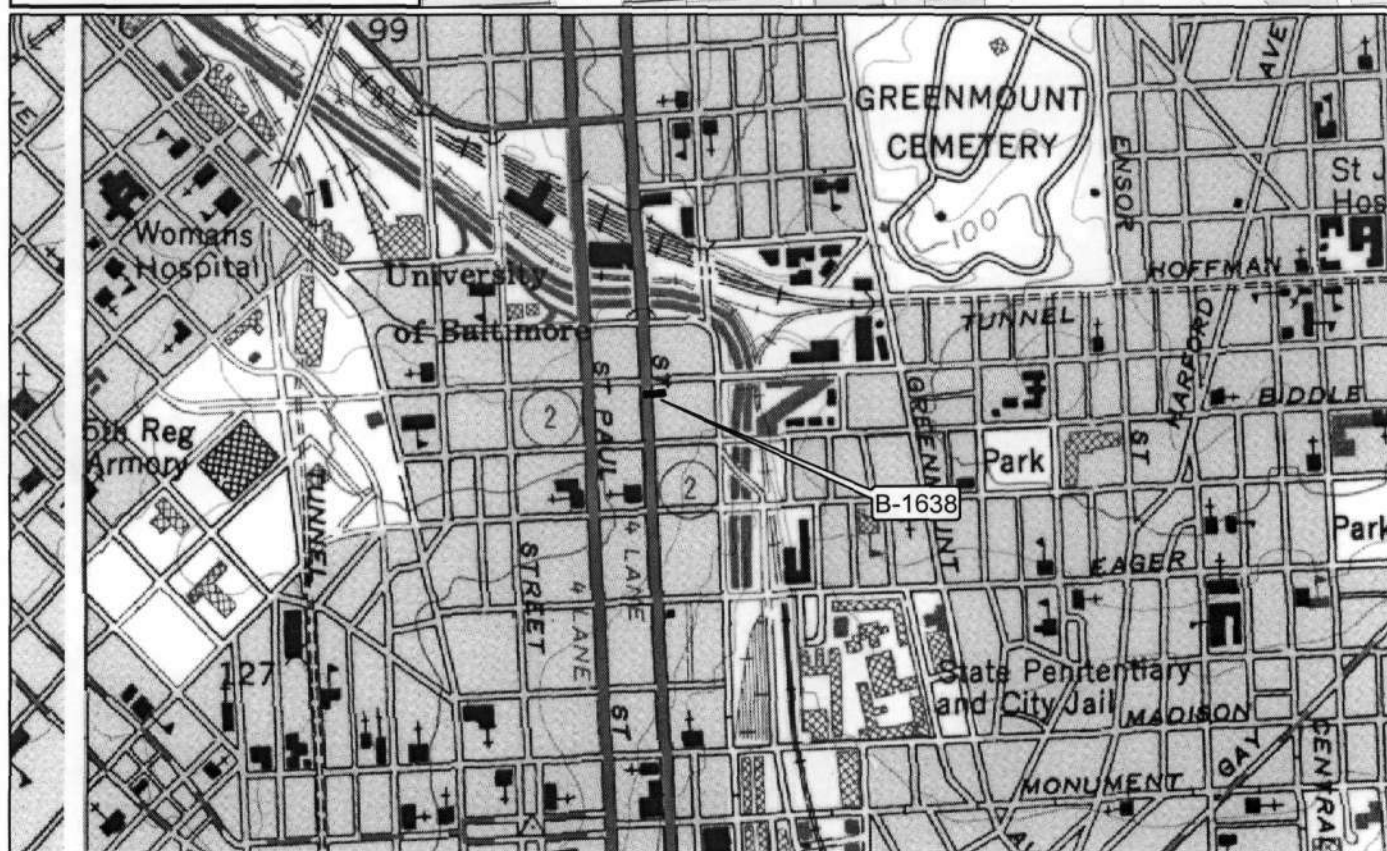 99
GREENMOUNT
CEMETERY
AVE
ENSOR
St J
Hos
100
Womans
Hospital
HOFFMAN
University
of Baltimore
TUNNEL
HARFORD
ST PAUL
ST
GREENMOUNT
BIDDLE
2
5th Reg
Armory
ST
Park
2
B-1638
TUNNEL
Park
4 LANE
EAGER
STREET
4 LANE
127
State Penitentiary
and City Jail
MADISON
ST
GAY
CENTRAL
MONUMENT